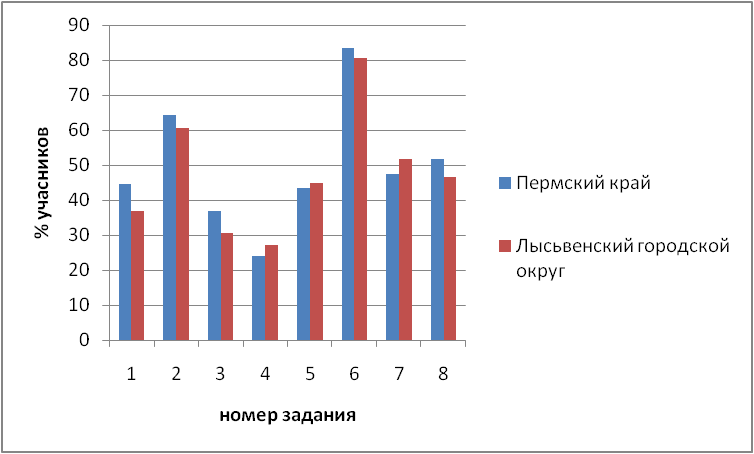 90
80
70
60
50
40
30
20
10
0
% учасников
1 2 3 4 5 6 7 8
номер задания
Пермский край
Лысьвенский городской
округ